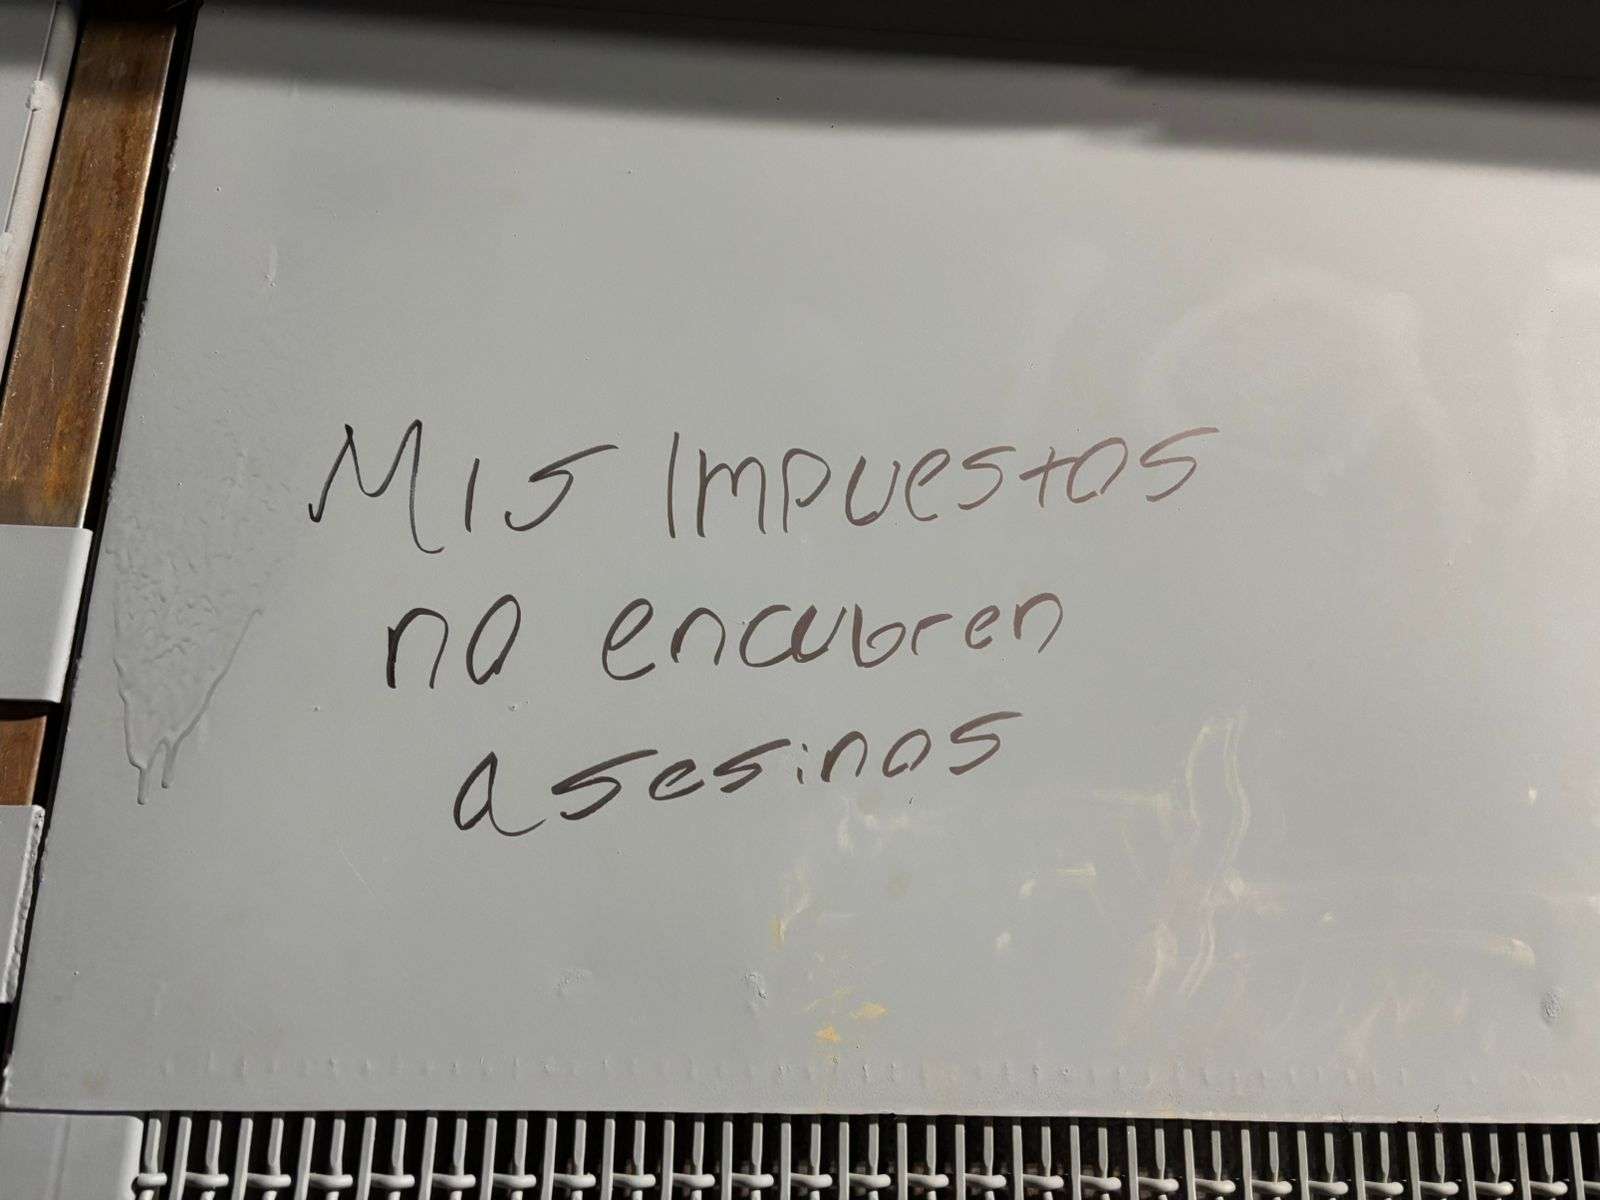 Mis Impuestos
no encubren
asesinos